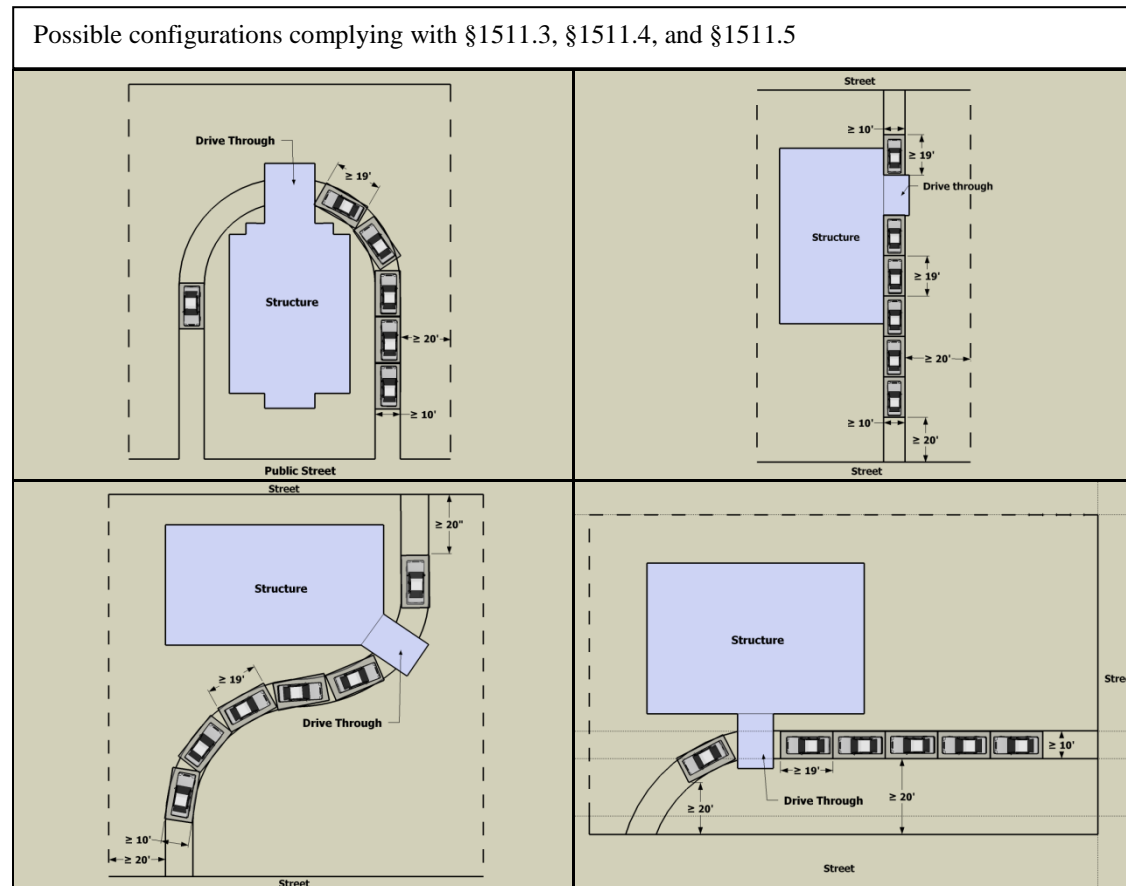 Possible configurations complying with §1511.3, §1511.4, and §1511.5
Drive Through
≥ 19'
Structure
≥ 20'
≥ 10'
Public Street
Street
≥ 10'
≥ 19'
Drive through
Structure
≥ 19'
≥ 20'
≥ 10'
≥ 20'
Street
Street
≥ 20"
Structure
≥ 19'
Drive Through
≥ 10'
≥ 20'
Street
Structure
Stree
≥ 10'
≥ 19'
≥ 20'
≥ 20'
Drive Through
Street